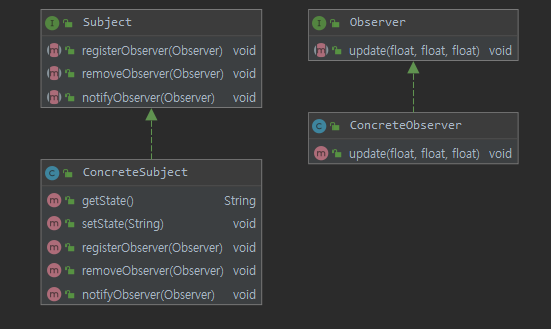 I Subject
m registerObserver(Observer) void
m removeObserver(Observer) void
m notifyObserver(Observer) void
C ConcreteSubject
m getState() String
m setState(String) void
m registerObserver(Observer) void
m removeObserver(Observer) void
m notifyObserver(Observer) void
I Observer
m update(float, float, float) void
C ConcreteObserver
m update(float, float, float) void